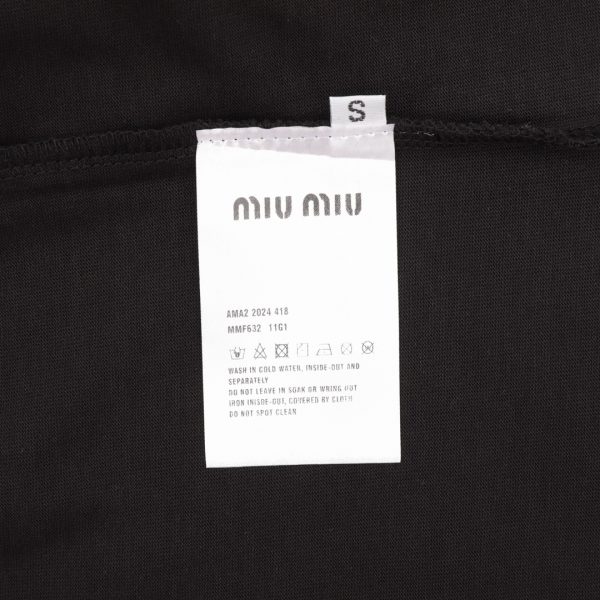 S
miu miu
AMA2 2024 418
MMF632 11G1
WASH IN COLD WATER, INSIDE-OUT AND
SEPARATELY
DO NOT LEAVE IN SOAK OR WRING OUT
IRON INISDE-OUT, COVERED BY CLOTH
DO NOT SPOT CLEAN